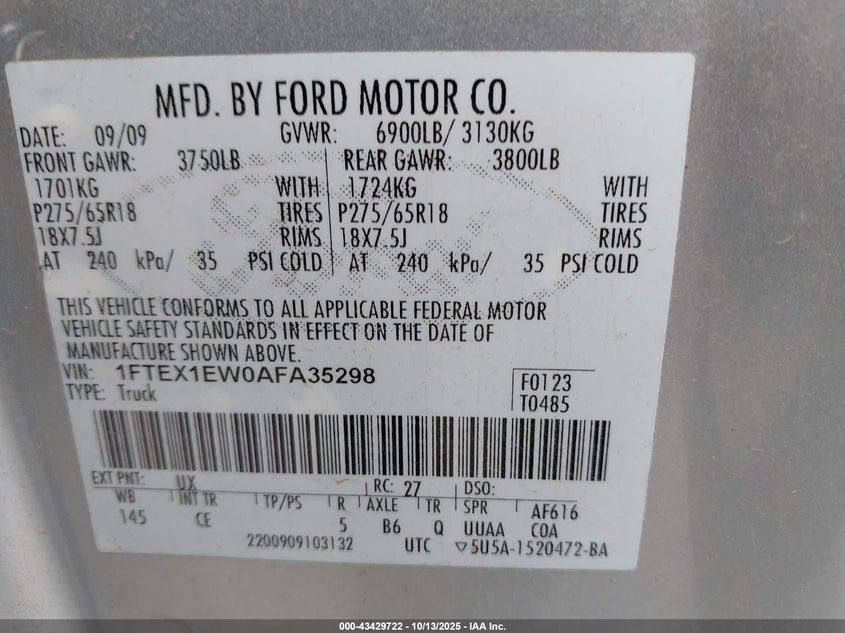 MFD. BY FORD MOTOR CO.
DATE: 09/09 GVWR: 6900LB/ 3130KG
FRONT GAWR: 3750LB REAR GAWR: 3800LB
1701KG WITH 1724KG WITH
P275/65R18 TIRES P275/65R18 TIRES
18X7.5J RIMS 18X7.5J RIMS
AT 240 kPa/ 35 PSI COLD AT 240 kPa/ 35 PSI COLD
THIS VEHICLE CONFORMS TO ALL APPLICABLE FEDERAL MOTOR
VEHICLE SAFETY STANDARDS IN EFFECT ON THE DATE OF
MANUFACTURE SHOWN ABOVE.
VIN: 1FTEX1EW0AFA35298 F0123
TYPE: Truck T0485
EXT PNT: UX RC: 27 DSO:
WB INT TR TP/PS R AXLE TR SPR AF616
145 CE 5 B6 Q UUAA COA
2200909103132 UTC ▽5U5A-1520472-BA
000-43429722 - 10/13/2025 - IAA Inc.